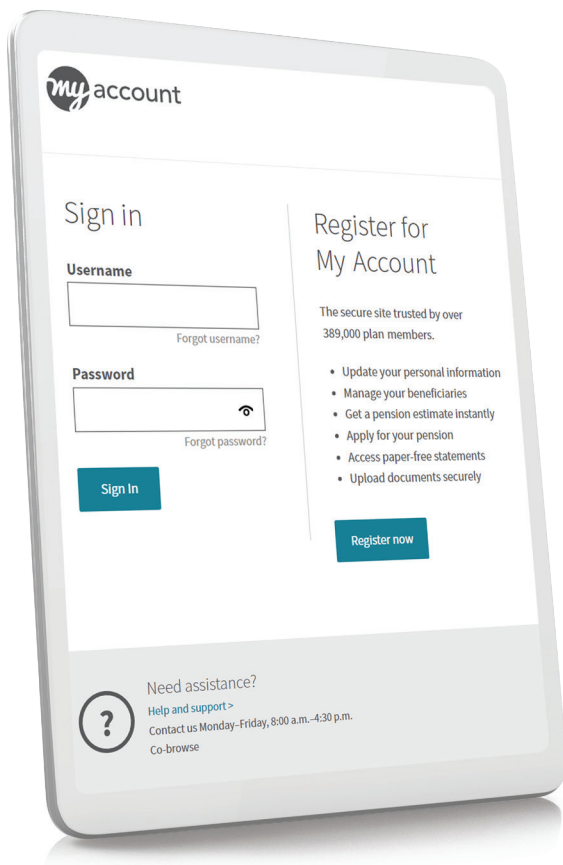 my account
Sign in
Username
Forgot username?
Password
Forgot password?
Sign In
Register for
My Account
The secure site trusted by over
389,000 plan members.
• Update your personal information
• Manage your beneficiaries
• Get a pension estimate instantly
• Apply for your pension
• Access paper-free statements
• Upload documents securely
Register now
?
Need assistance?
Help and support >
Contact us Monday–Friday, 8:00 a.m.–4:30 p.m.
Co-browse